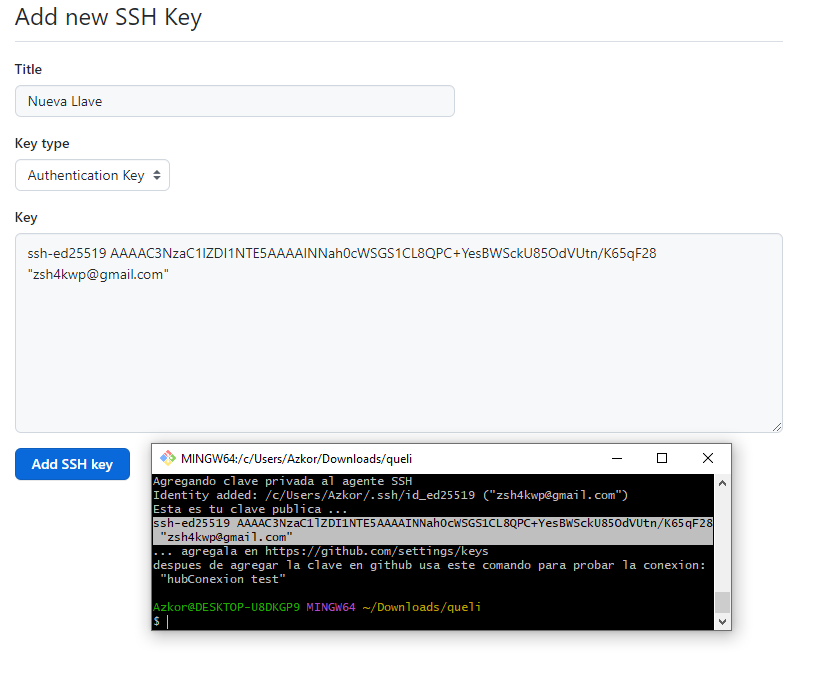 Add new SSH Key
Title
Nueva Llave
Key type
Authentication Key
Key
ssh-ed25519 AAAAC3NzaC1lZDI1NTE5AAAAINNah0cWSGS1CL8QPC+YesBWSckU85OdVUtn/K65qF28
"zsh4kwp@gmail.com"
Add SSH key
MINGW64:/c/Users/Azkor/Downloads/queli
Agregando clave privada al agente SSH
Identity added: /c/Users/Azkor/.ssh/id_ed25519 ("zsh4kwp@gmail.com")
Esta es tu clave publica ...
ssh-ed25519 AAAAC3NzaC1lZDI1NTE5AAAAINNah0cWSGS1CL8QPC+YesBWSckU85OdVUtn/K65qF28
"zsh4kwp@gmail.com"
... agregala en https://github.com/settings/keys
despues de agregar la clave en github usa este comando para probar la conexion:
"hubConexion test"
Azkor@DESKTOP-U8DKGP9 MINGW64 ~/Downloads/queli
$